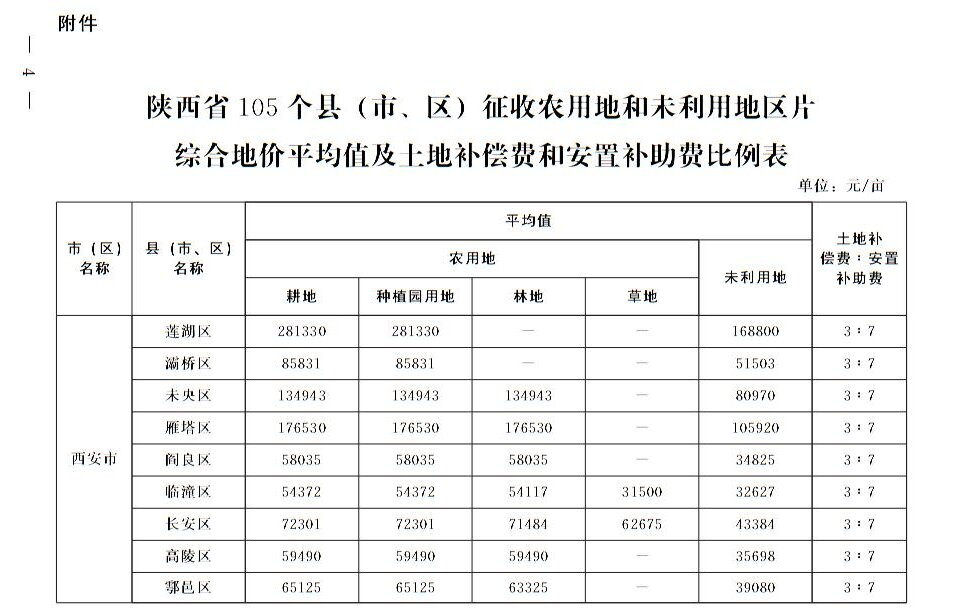 附件
— 4 —
陕西省 105 个县（市、区）征收农用地和未利用地区片
综合地价平均值及土地补偿费和安置补助费比例表
单位：元/亩
市（区）名称 县（市、区）名称 平均值 土地补偿费：安置补助费
农用地 未利用地
耕地 种植园用地 林地 草地
西安市
莲湖区 281330 281330 — — 168800 3：7
灞桥区 85831 85831 — — 51503 3：7
未央区 134943 134943 134943 — 80970 3：7
雁塔区 176530 176530 176530 — 105920 3：7
阎良区 58035 58035 58035 — 34825 3：7
临潼区 54372 54372 54117 31500 32627 3：7
长安区 72301 72301 71484 62675 43384 3：7
高陵区 59490 59490 59490 — 35698 3：7
鄠邑区 65125 65125 63325 — 39080 3：7